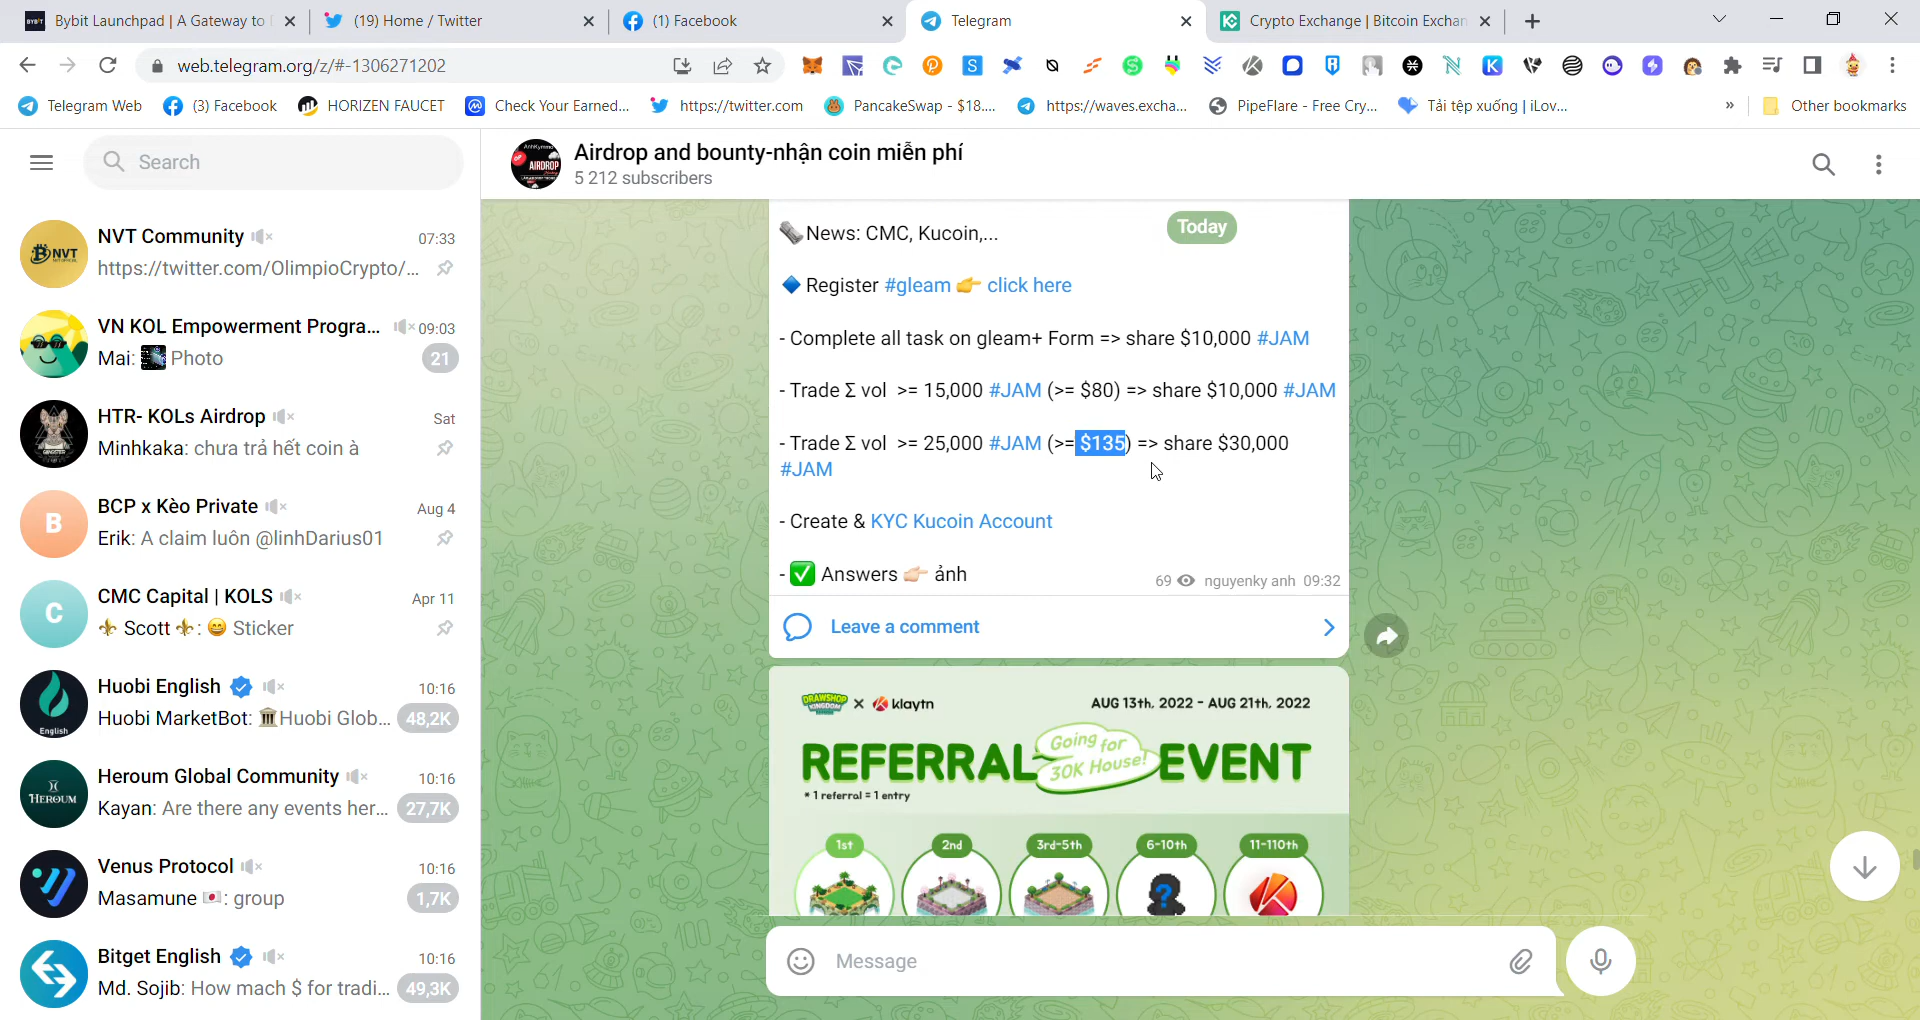 Bybit Launchpad | A Gateway to
(19) Home / Twitter
(1) Facebook
Telegram
Crypto Exchange | Bitcoin Exchan
web.telegram.org/z/#-1306271202
Telegram Web
(3) Facebook
HORIZEN FAUCET
Check Your Earned...
https://twitter.com
PancakeSwap - $18....
https://waves.excha...
PipeFlare - Free Cry...
Tải tệp xuống | iLov...
»
Other bookmarks
Search
Airdrop and bounty-nhận coin miễn phí
5 212 subscribers
NVT Community
07:33
https://twitter.com/OlimpioCrypto/...
VN KOL Empowerment Progra...
09:03
Mai: Photo
21
HTR- KOLs Airdrop
Sat
Minhkaka: chưa trả hết coin à
B
BCP x Kèo Private
Aug 4
Erik: A claim luôn @linhDarius01
C
CMC Capital | KOLS
Apr 11
⚜️ Scott ⚜️: 😄 Sticker
Huobi English
10:16
Huobi MarketBot: 🏛Huobi Glob...
48,2K
Heroum Global Community
10:16
Kayan: Are there any events her...
27,7K
Venus Protocol
10:16
Masamune 🇯🇵: group
1,7K
Bitget English
10:16
Md. Sojib: How mach $ for tradi...
49,3K
Today
🗞News: CMC, Kucoin,...
🔷 Register #gleam 👉 click here
- Complete all task on gleam+ Form => share $10,000 #JAM
- Trade Σ vol >= 15,000 #JAM (>= $80) => share $10,000 #JAM
- Trade Σ vol >= 25,000 #JAM (>= $135) => share $30,000
#JAM
- Create & KYC Kucoin Account
- ✅ Answers 👉🏻 ảnh
69
nguyenky anh 09:32
Leave a comment
DRAWSHOP
KINGDOM
X klaytn
AUG 13th, 2022 - AUG 21th, 2022
REFERRAL
Going for
30K House!
EVENT
* 1 referral = 1 entry
1st
2nd
3rd-5th
6-10th
11-110th
Message